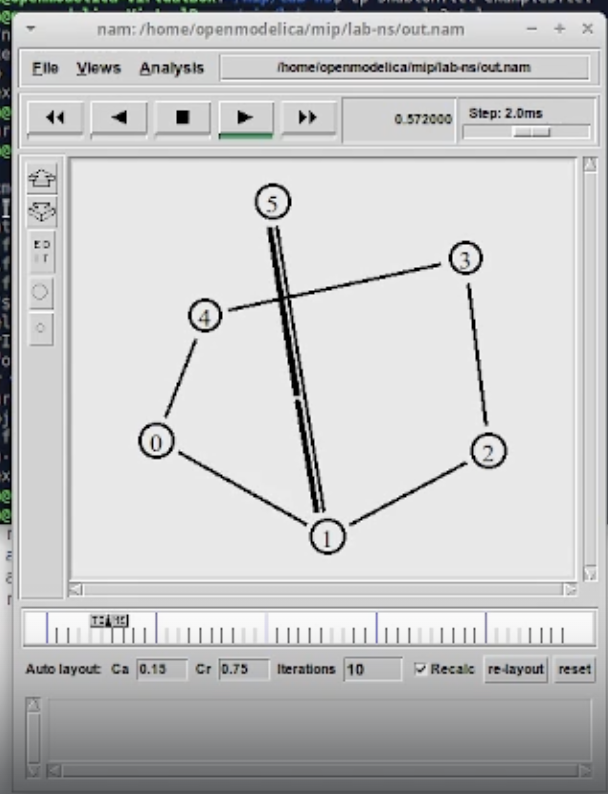 nam: /home/openmodelica/mip/lab-ns/out.nam
File Views Analysis /home/openmodelica/mip/lab-ns/out.nam
0.572000 Step: 2.0ms
5
3
4
0
2
1
TIME
Auto layout: Ca 0.15 Cr 0.75 Iterations 10 Recalc re-layout reset